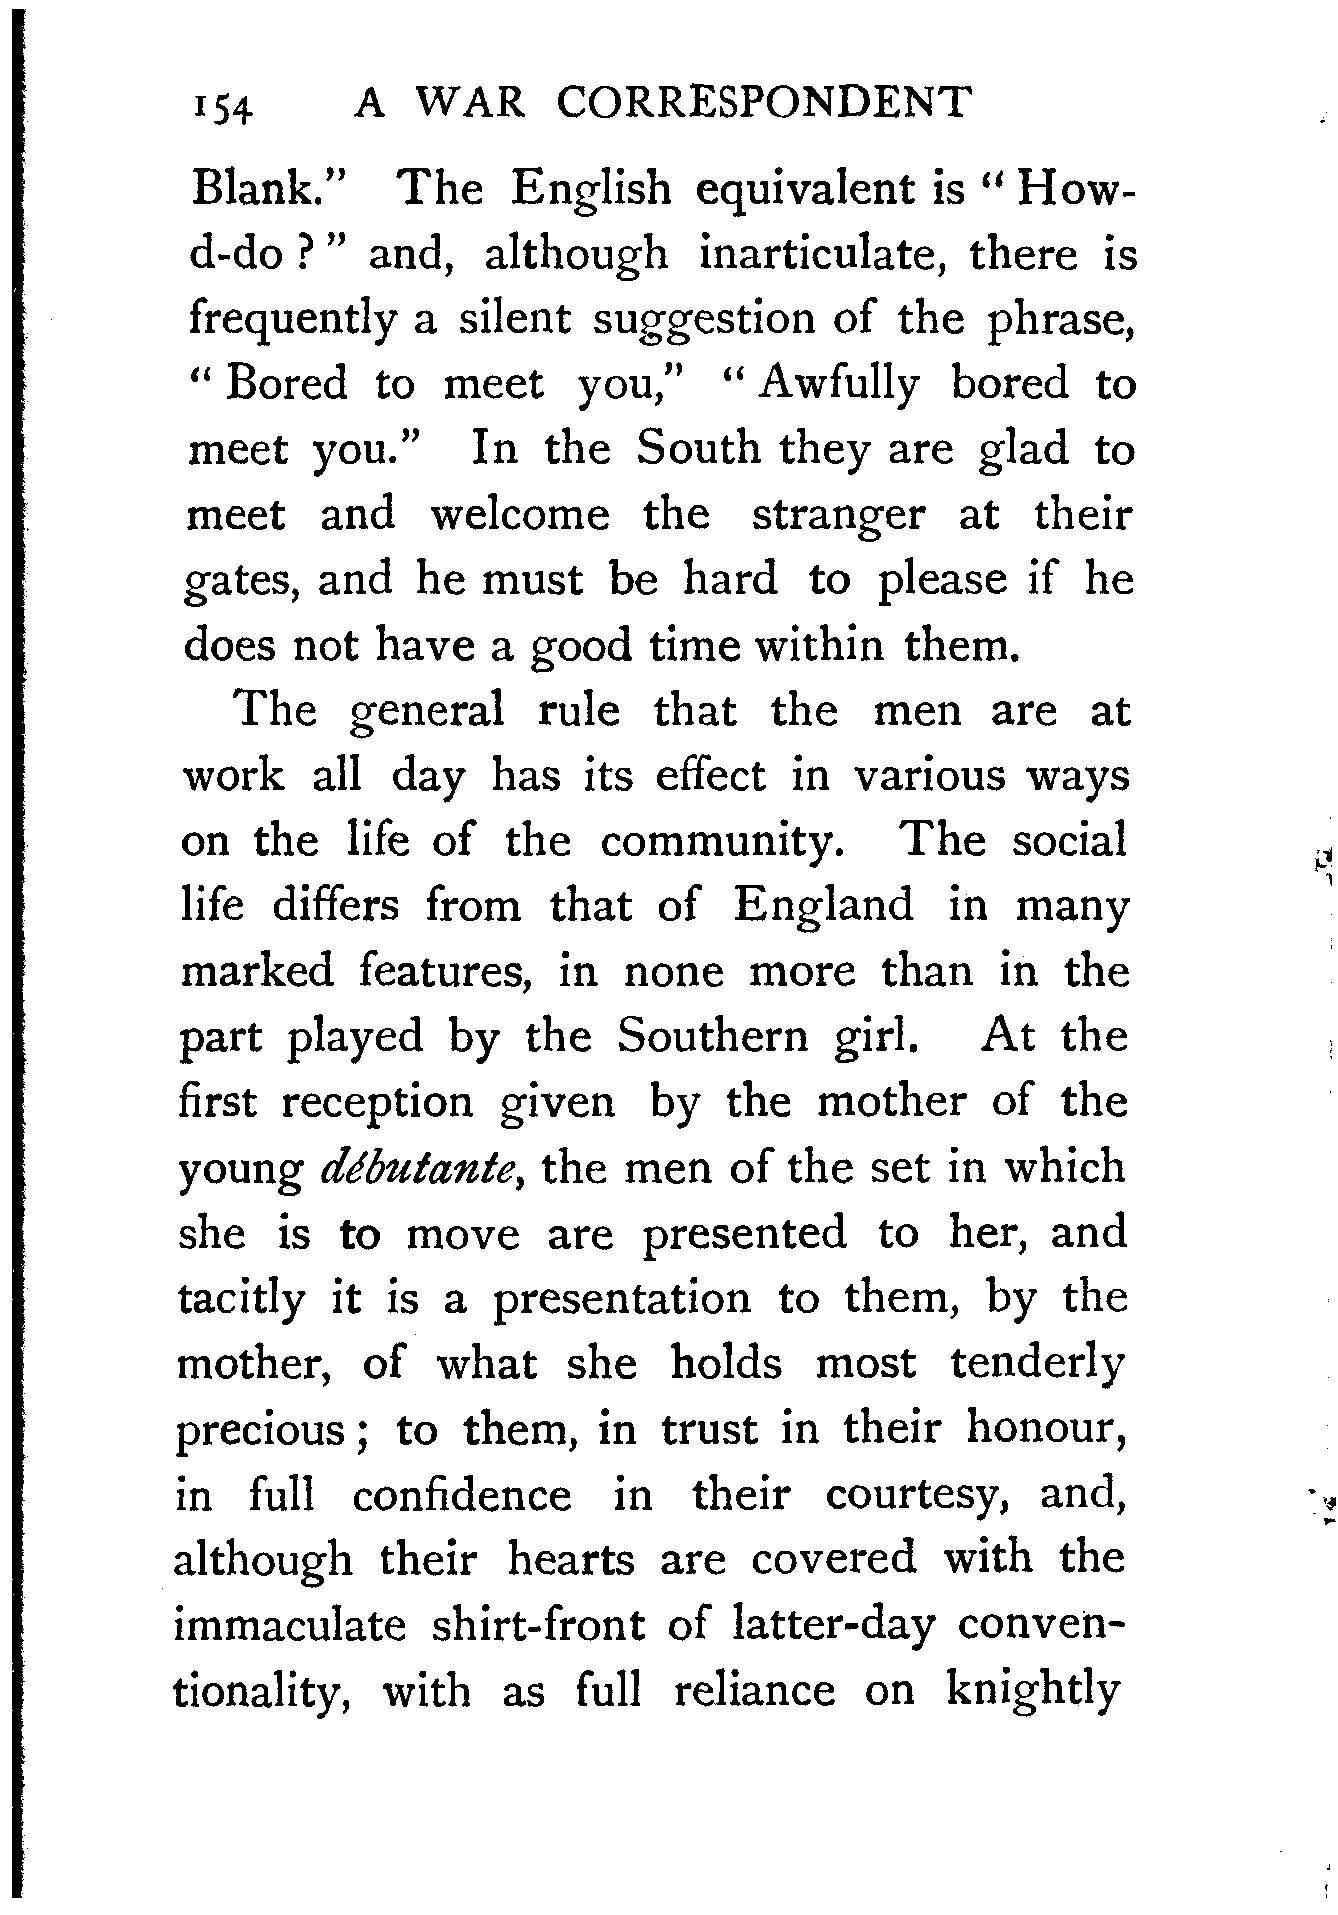 154 A WAR CORRESPONDENT
Blank." The English equivalent is "How-
d-do?" and, although inarticulate, there is
frequently a silent suggestion of the phrase,
"Bored to meet you," "Awfully bored to
meet you." In the South they are glad to
meet and welcome the stranger at their
gates, and he must be hard to please if he
does not have a good time within them.
The general rule that the men are at
work all day has its effect in various ways
on the life of the community. The social
life differs from that of England in many
marked features, in none more than in the
part played by the Southern girl. At the
first reception given by the mother of the
young débutante, the men of the set in which
she is to move are presented to her, and
tacitly it is a presentation to them, by the
mother, of what she holds most tenderly
precious; to them, in trust in their honour,
in full confidence in their courtesy, and,
although their hearts are covered with the
immaculate shirt-front of latter-day conven-
tionality, with as full reliance on knightly